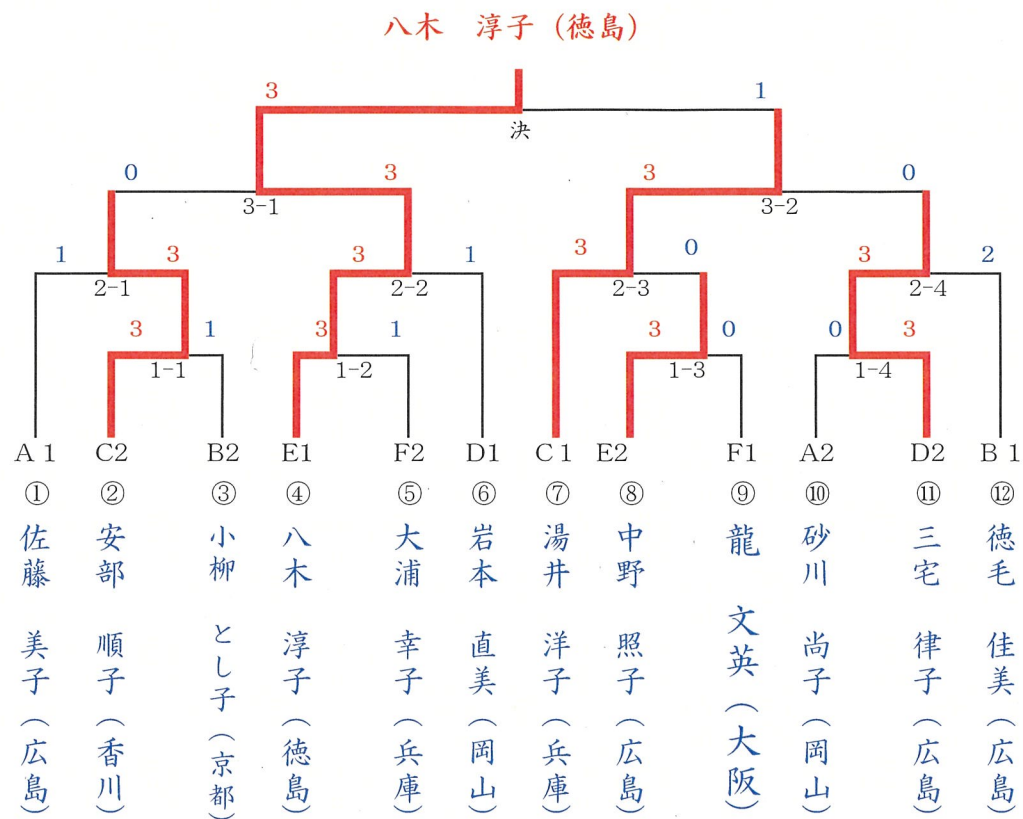 八木 淳子（徳島）
3 1
決
0 3 3 0
3-1 3-2
1 3 3 1 3 0 3 2
2-1 2-2 2-3 2-4
3 1 3 1 3 0 0 3
1-1 1-2 1-3 1-4
A 1 C2 B2 E1 F2 D1 C 1 E2 F1 A2 D2 B 1
① ② ③ ④ ⑤ ⑥ ⑦ ⑧ ⑨ ⑩ ⑪ ⑫
佐藤 美子（広島）
安部 順子（香川）
小柳 とし子（京都）
八木 淳子（徳島）
大浦 幸子（兵庫）
岩本 直美（岡山）
湯井 洋子（兵庫）
中野 照子（広島）
龍 文英（大阪）
砂川 尚子（岡山）
三宅 律子（広島）
徳毛 佳美（広島）